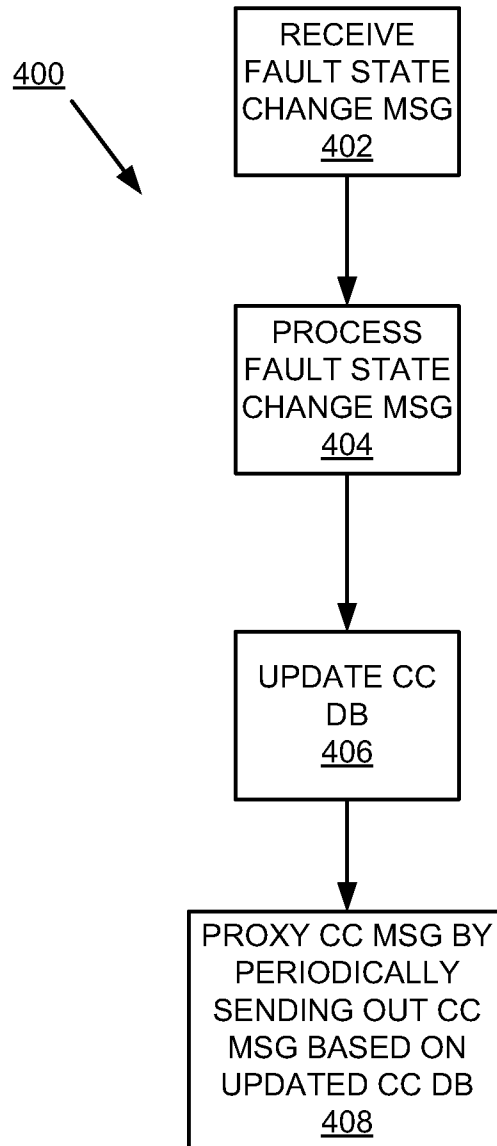 400
RECEIVE
FAULT STATE
CHANGE MSG
402
PROCESS
FAULT STATE
CHANGE MSG
404
UPDATE CC
DB
406
PROXY CC MSG BY
PERIODICALLY
SENDING OUT CC
MSG BASED ON
UPDATED CC DB
408